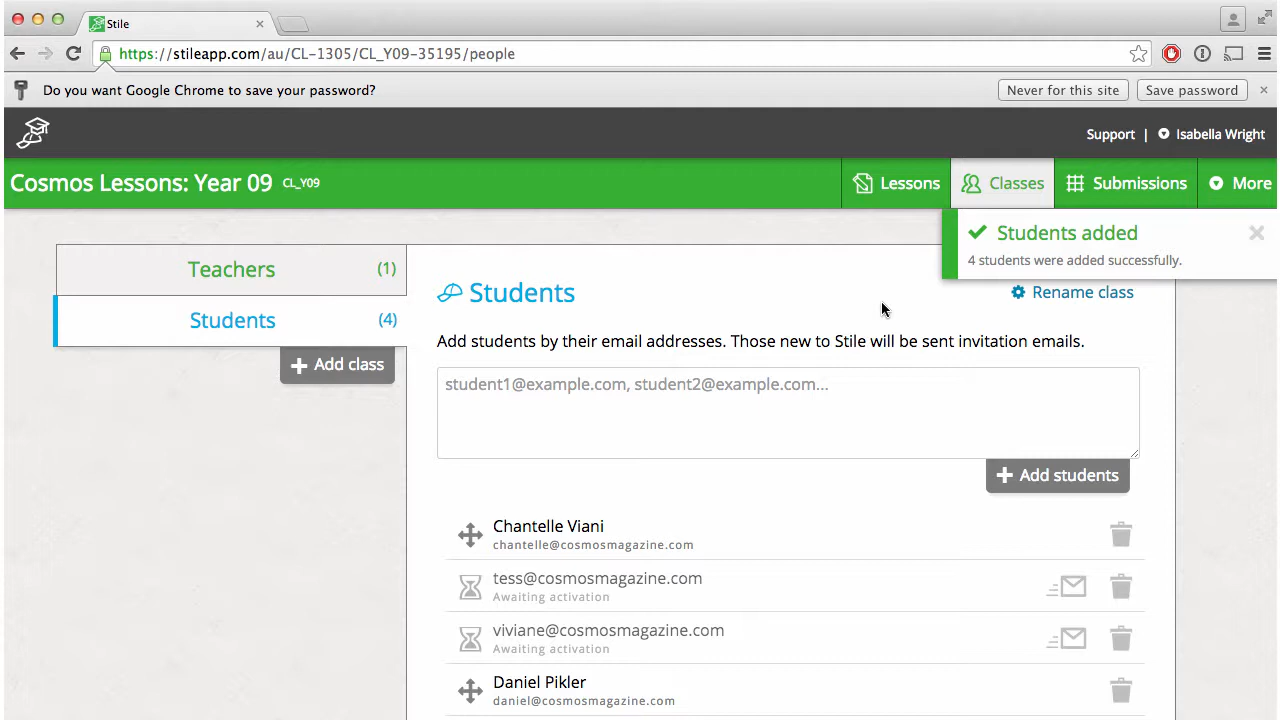 Stile
https://stileapp.com/au/CL-1305/CL_Y09-35195/people
Do you want Google Chrome to save your password?
Never for this site
Save password
Support | Isabella Wright
Cosmos Lessons: Year 09 CL_Y09
Lessons
Classes
Submissions
More
Students added
4 students were added successfully.
Teachers (1)
Students (4)
Add class
Students
Rename class
Add students by their email addresses. Those new to Stile will be sent invitation emails.
student1@example.com, student2@example.com...
Add students
Chantelle Viani
chantelle@cosmosmagazine.com
tess@cosmosmagazine.com
Awaiting activation
viviane@cosmosmagazine.com
Awaiting activation
Daniel Pikler
daniel@cosmosmagazine.com